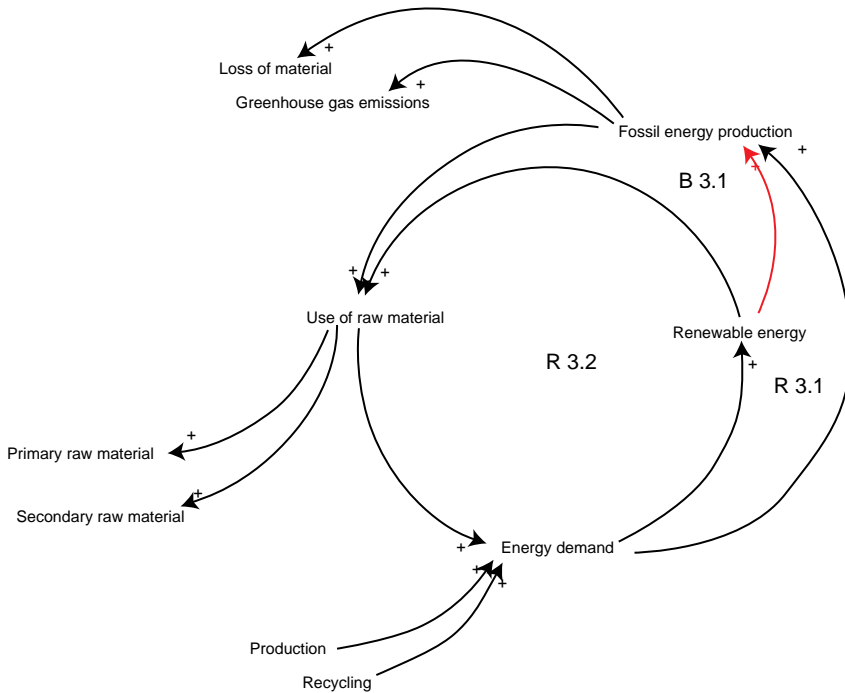 +
Loss of material
+
Greenhouse gas emissions
Fossil energy production
+
+
B 3.1
+
+
Use of raw material
Renewable energy
R 3.2
+
R 3.1
+
Primary raw material
+
Secondary raw material
+
Energy demand
+
+
Production
Recycling